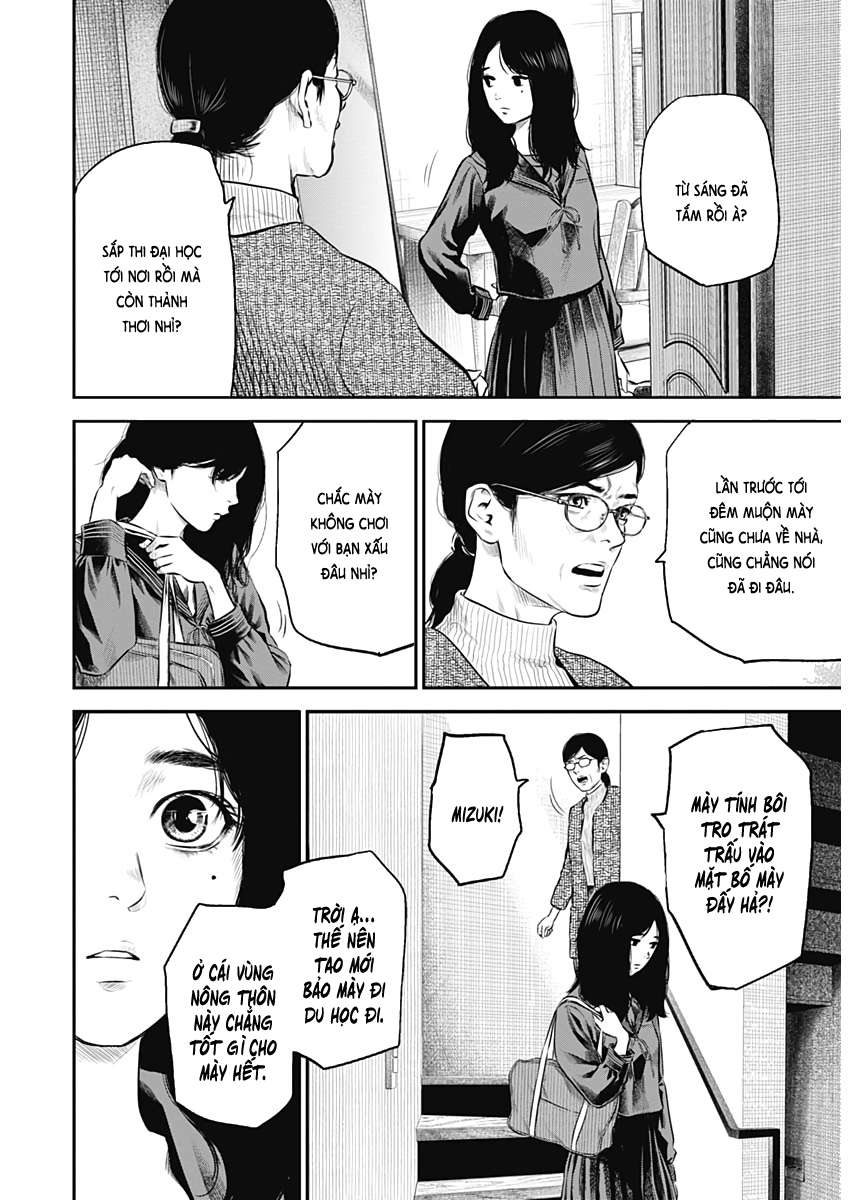 TỪ SÁNG ĐÃ
TẮM RỒI À?
SẮP THI ĐẠI HỌC
TỚI NƠI RỒI MÀ
CÒN THẢNH
THƠI NHỈ?
LẦN TRƯỚC TỚI
ĐÊM MUỘN MÀY
CŨNG CHƯA VỀ NHÀ,
CŨNG CHẲNG NÓI
ĐÃ ĐI ĐÂU.
CHẮC MÀY
KHÔNG CHƠI
VỚI BẠN XẤU
ĐÂU NHỈ?
MÀY TÍNH BÔI
TRO TRÁT
TRẤU VÀO
MẶT BỐ MÀY
ĐẤY HẢ?!
MIZUKI!
TRỜI Ạ...
THẾ NÊN
TAO MỚI
BẢO MÀY ĐI
DU HỌC ĐI.
Ở CÁI VÙNG
NÔNG THÔN
NÀY CHẲNG
TỐT GÌ CHO
MÀY HẾT.